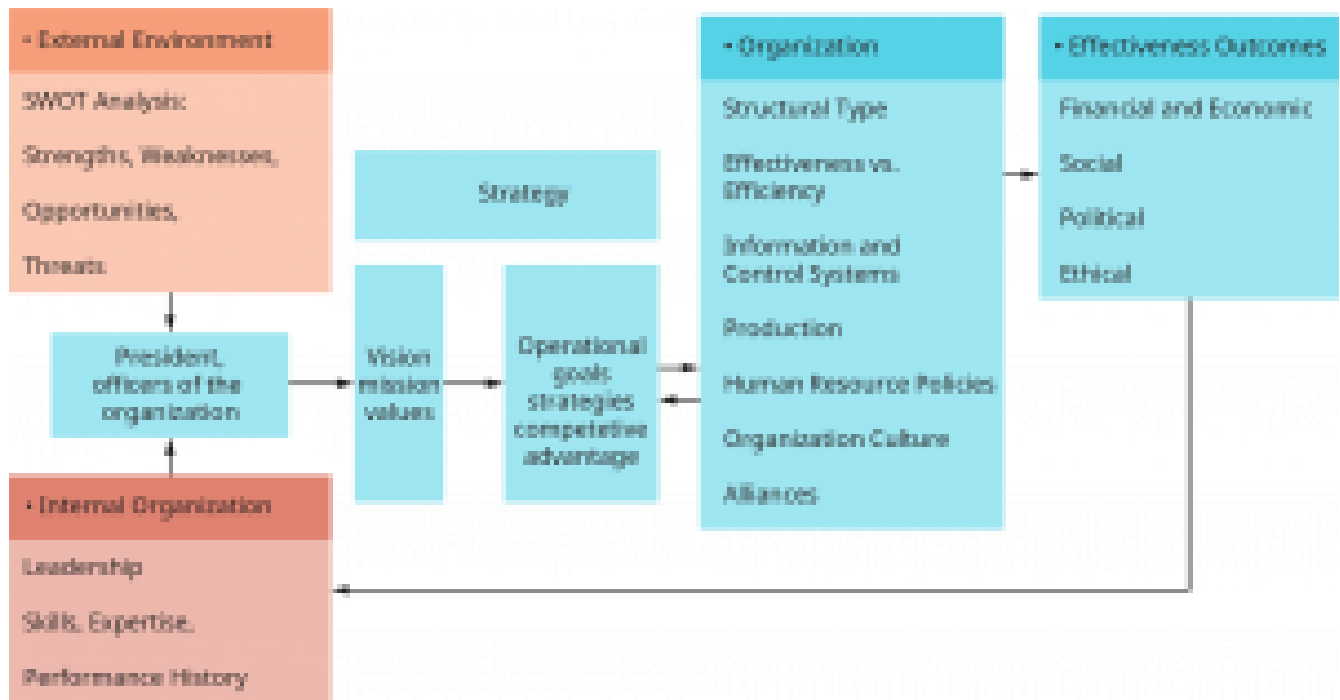 • External Environment
SWOT Analysis:
Strengths, Weaknesses,
Opportunities,
Threats
President,
officers of the
organization
• Internal Organization
Leadership
Skills, Expertise,
Performance History
Strategy
Vision
mission
values
Operational
goals
strategies
competetive
advantage
• Organization
Structural Type
Effectiveness vs.
Efficiency
Information and
Control Systems
Production
Human Resource Policies
Organization Culture
Alliances
• Effectiveness Outcomes
Financial and Economic
Social
Political
Ethical